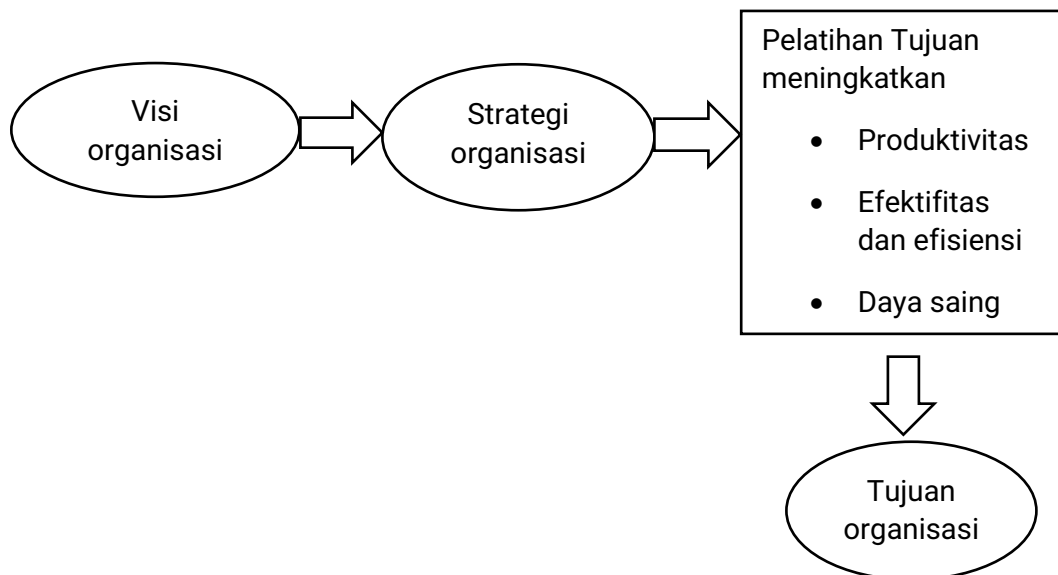 Visi
organisasi
Strategi
organisasi
Pelatihan Tujuan
meningkatkan
• Produktivitas
• Efektifitas
dan efisiensi
• Daya saing
Tujuan
organisasi